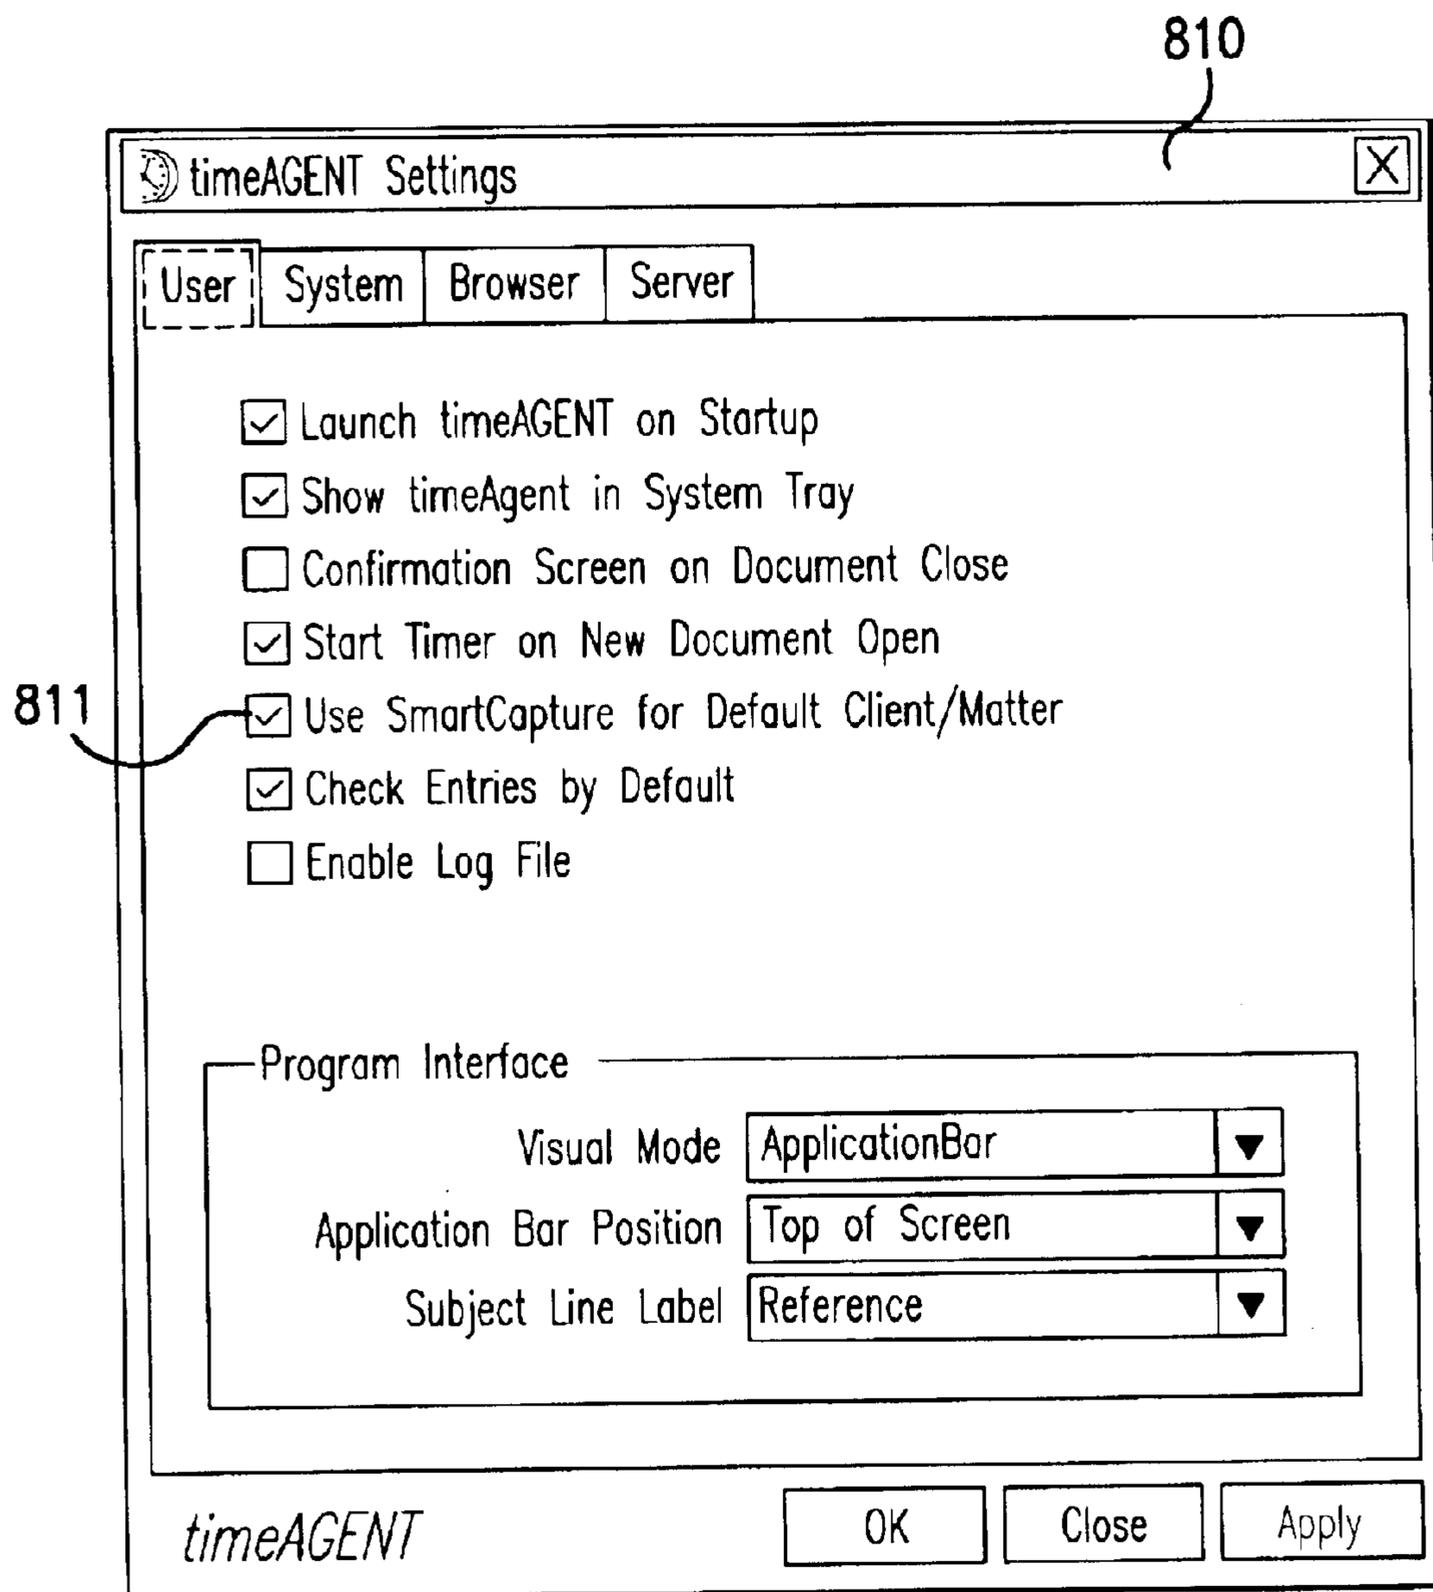 810
timeAGENT Settings
User System Browser Server
Launch timeAGENT on Startup
Show timeAgent in System Tray
Confirmation Screen on Document Close
Start Timer on New Document Open
811
Use SmartCapture for Default Client/Matter
Check Entries by Default
Enable Log File
Program Interface
Visual Mode ApplicationBar
Application Bar Position Top of Screen
Subject Line Label Reference
timeAGENT OK Close Apply